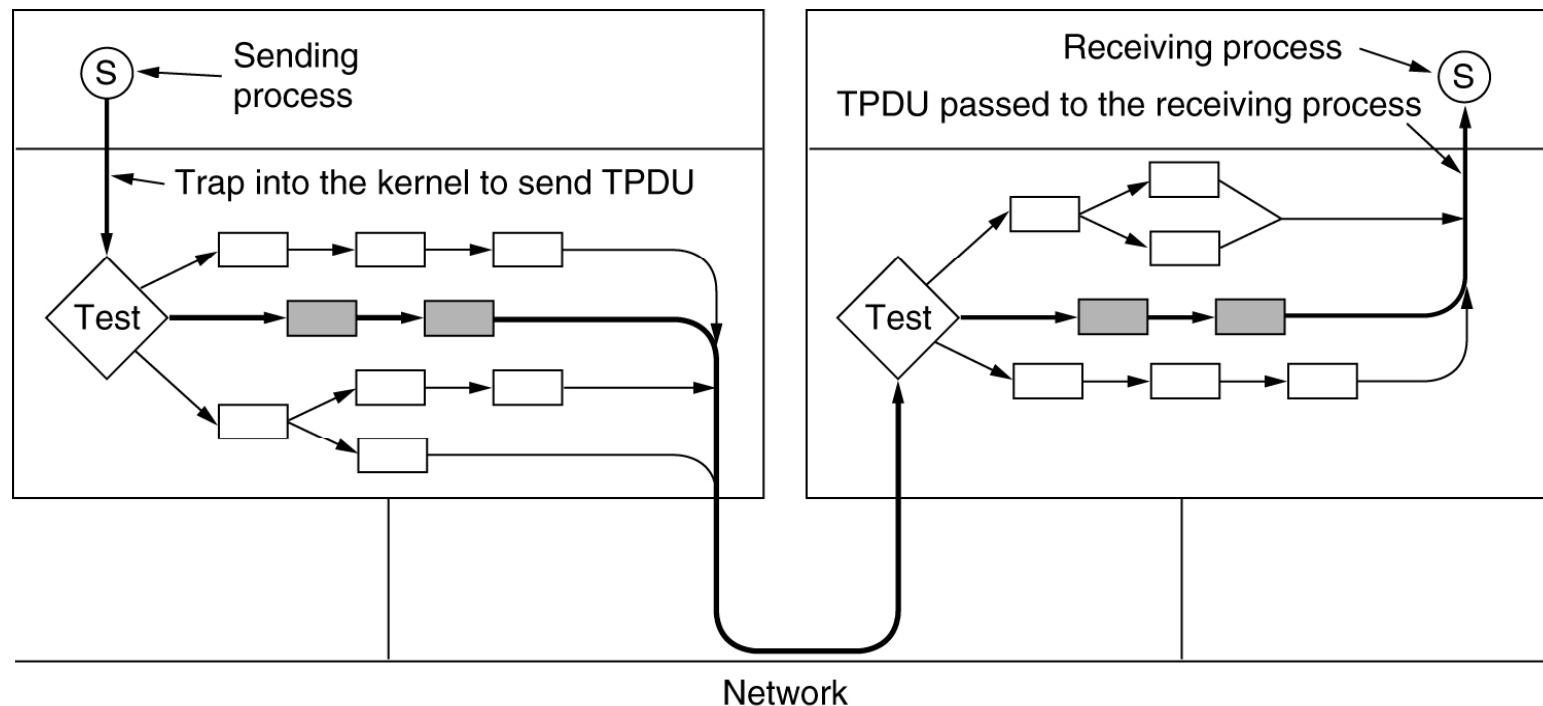 S
Sending
process
Trap into the kernel to send TPDU
Test
Receiving process
S
TPDU passed to the receiving process
Test
Network